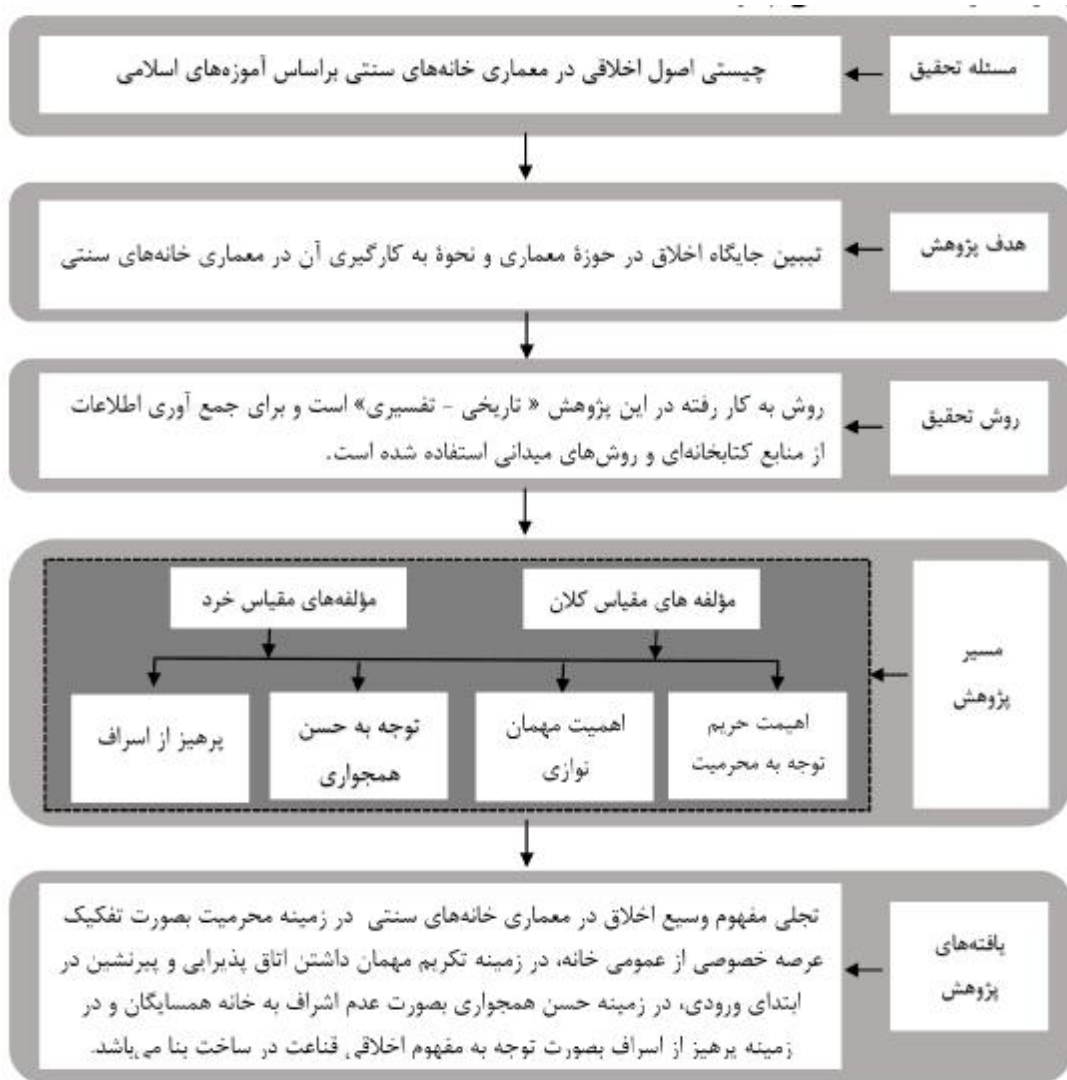 مسئله تحقیق
چیستی اصول اخلاقی در معماری خانه‌های سنتی براساس آموزه‌های اسلامی
هدف پژوهش
تبیین جایگاه اخلاق در حوزهٔ معماری و نحوهٔ به کارگیری آن در معماری خانه‌های سنتی
روش تحقیق
روش به کار رفته در این پژوهش « تاریخی - تفسیری» است و برای جمع آوری اطلاعات
از منابع کتابخانه‌ای و روش‌های میدانی استفاده شده است.
مسیر
پژوهش
مؤلفه های مقیاس کلان
مؤلفه‌های مقیاس خرد
اهیمت حریم
توجه به محرمیت
اهمیت مهمان
نوازی
توجه به حسن
همجواری
پرهیز از اسراف
یافته‌های
پژوهش
تجلی مفهوم وسیع اخلاق در معماری خانه‌های سنتی در زمینه محرمیت بصورت تفکیک
عرصه خصوصی از عمومی خانه، در زمینه تکریم مهمان داشتن اتاق پذیرایی و پیرنشین در
ابتدای ورودی، در زمینه حسن همجواری بصورت عدم اشراف به خانه همسایگان و در
زمینه پرهیز از اسراف بصورت توجه به مفهوم اخلاقی قناعت در ساخت بنا می‌باشد.